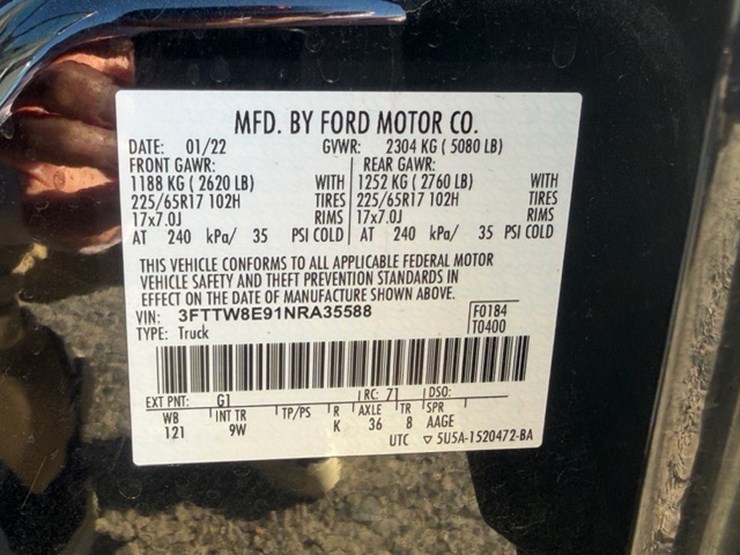 MFD. BY FORD MOTOR CO.
DATE: 01/22 GVWR: 2304 KG ( 5080 LB)
FRONT GAWR: REAR GAWR:
1188 KG ( 2620 LB) WITH 1252 KG ( 2760 LB) WITH
225/65R17 102H TIRES 225/65R17 102H TIRES
17x7.0J RIMS 17x7.0J RIMS
AT 240 kPa/ 35 PSI COLD AT 240 kPa/ 35 PSI COLD
THIS VEHICLE CONFORMS TO ALL APPLICABLE FEDERAL MOTOR
VEHICLE SAFETY AND THEFT PREVENTION STANDARDS IN
EFFECT ON THE DATE OF MANUFACTURE SHOWN ABOVE.
VIN: 3FTTW8E91NRA35588 F0184
TYPE: Truck T0400
EXT PNT: G1 RC: 71 DSO:
WB INT TR TP/PS R AXLE TR SPR
121 9W K 36 8 AAGE
UTC ▽ 5U5A-1520472-BA